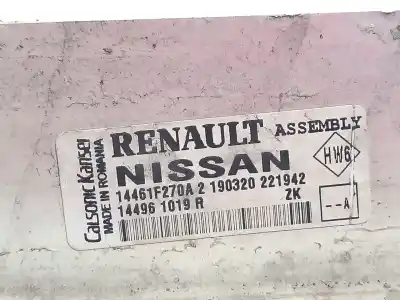 Calsonic Kansei
MADE IN ROMANIA
RENAULT ASSEMBLY
NISSAN
HW6
14461F270A 2 190320 221942
14496 1019 R ZK
--A